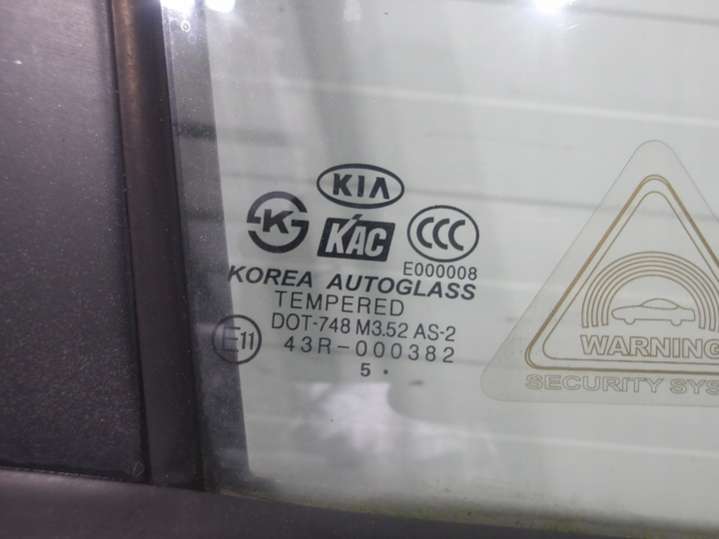 KIA
K
KAC
CCC
E000008
KOREA AUTOGLASS
TEMPERED
DOT-748 M3.52 AS-2
E11
43R-000382
5 •
WARNING
SECURITY SYS